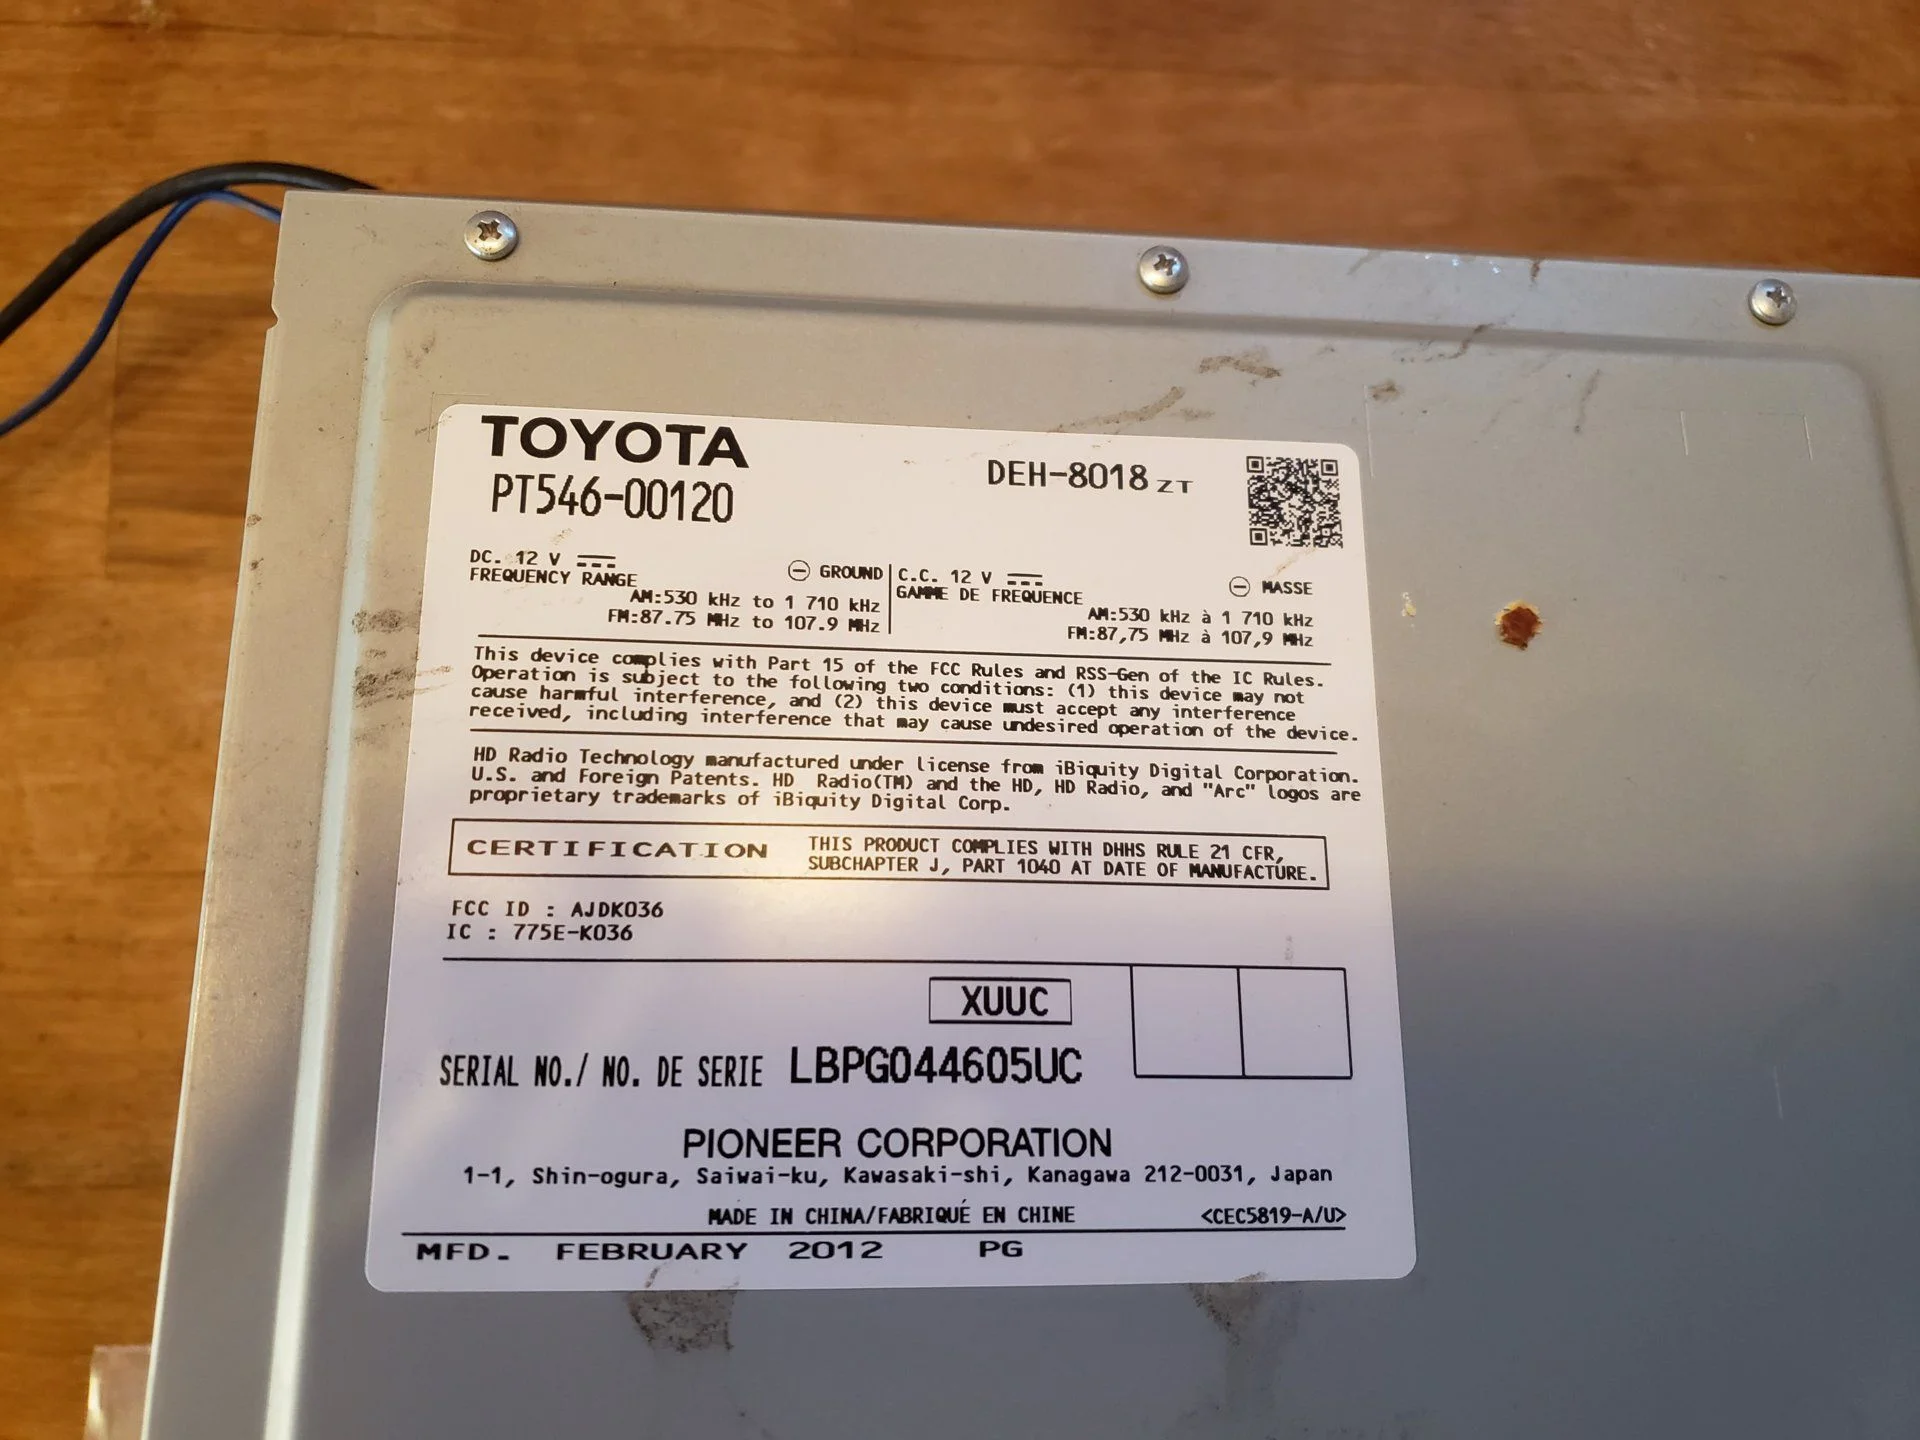 TOYOTA
PT546-00120
DEH-8018 ZT
DC. 12 V ⊖ GROUND
FREQUENCY RANGE
AM:530 kHz to 1 710 kHz
FM:87.75 MHz to 107.9 MHz
C.C. 12 V ⊖ MASSE
GAMME DE FREQUENCE
AM:530 kHz à 1 710 kHz
FM:87,75 MHz à 107,9 MHz
This device complies with Part 15 of the FCC Rules and RSS-Gen of the IC Rules.
Operation is subject to the following two conditions: (1) this device may not
cause harmful interference, and (2) this device must accept any interference
received, including interference that may cause undesired operation of the device.
HD Radio Technology manufactured under license from iBiquity Digital Corporation.
U.S. and Foreign Patents. HD Radio(TM) and the HD, HD Radio, and "Arc" logos are
proprietary trademarks of iBiquity Digital Corp.
CERTIFICATION
THIS PRODUCT COMPLIES WITH DHHS RULE 21 CFR,
SUBCHAPTER J, PART 1040 AT DATE OF MANUFACTURE.
FCC ID : AJDK036
IC : 775E-K036
XUUC
SERIAL NO./ NO. DE SERIE LBPG044605UC
PIONEER CORPORATION
1-1, Shin-ogura, Saiwai-ku, Kawasaki-shi, Kanagawa 212-0031, Japan
MADE IN CHINA/FABRIQUÉ EN CHINE <CEC5819-A/U>
MFD. FEBRUARY 2012 PG